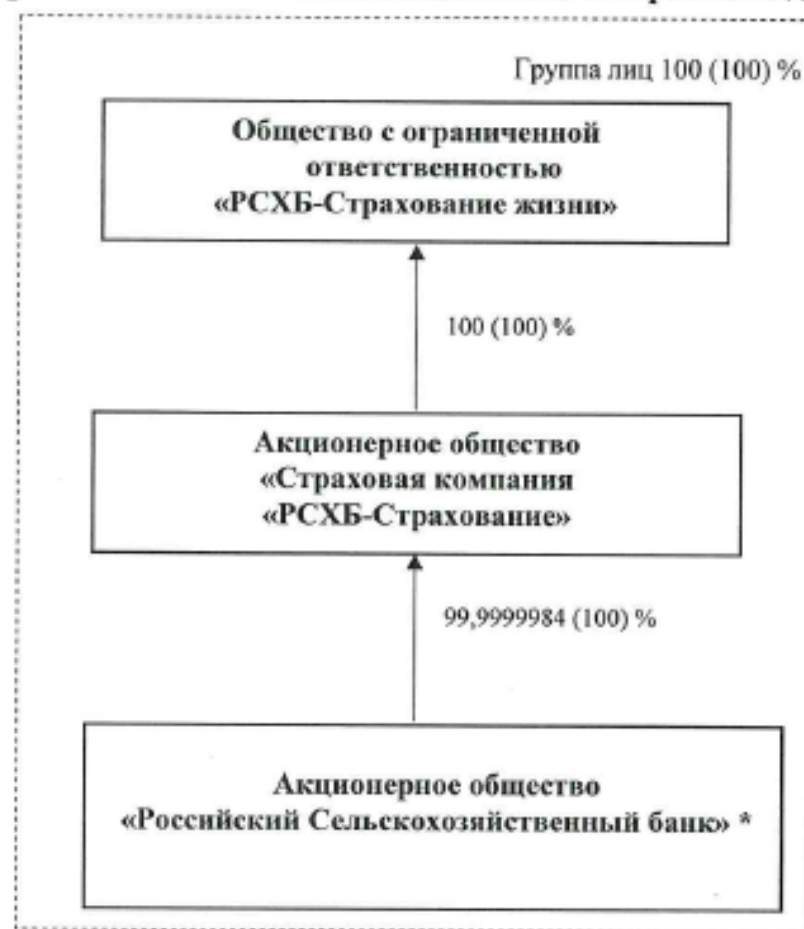 Группа лиц 100 (100) %
Общество с ограниченной
ответственностью
«РСХБ-Страхование жизни»
100 (100) %
Акционерное общество
«Страховая компания
«РСХБ-Страхование»
99,9999984 (100) %
Акционерное общество
«Российский Сельскохозяйственный банк» *